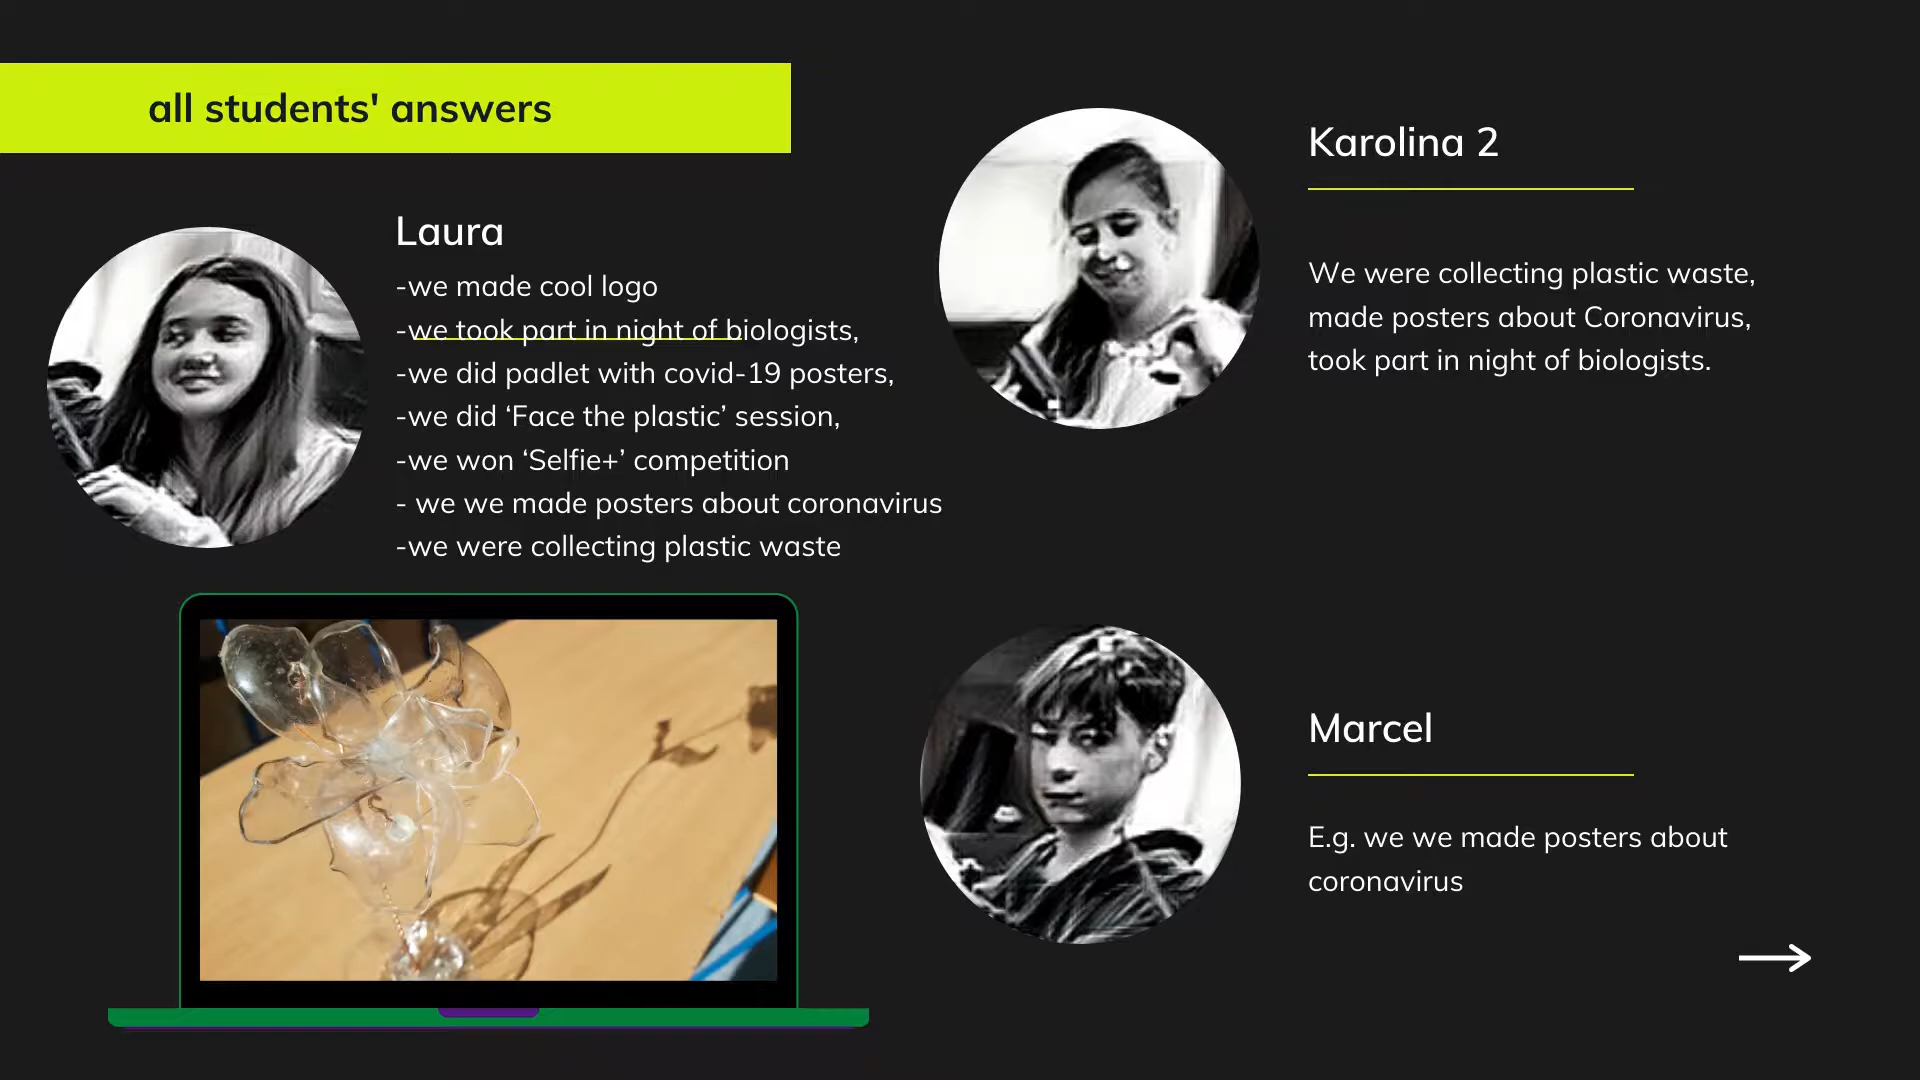 all students' answers
Laura
-we made cool logo
-we took part in night of biologists,
-we did padlet with covid-19 posters,
-we did ‘Face the plastic’ session,
-we won ‘Selfie+’ competition
- we we made posters about coronavirus
-we were collecting plastic waste
Karolina 2
We were collecting plastic waste,
made posters about Coronavirus,
took part in night of biologists.
Marcel
E.g. we we made posters about
coronavirus